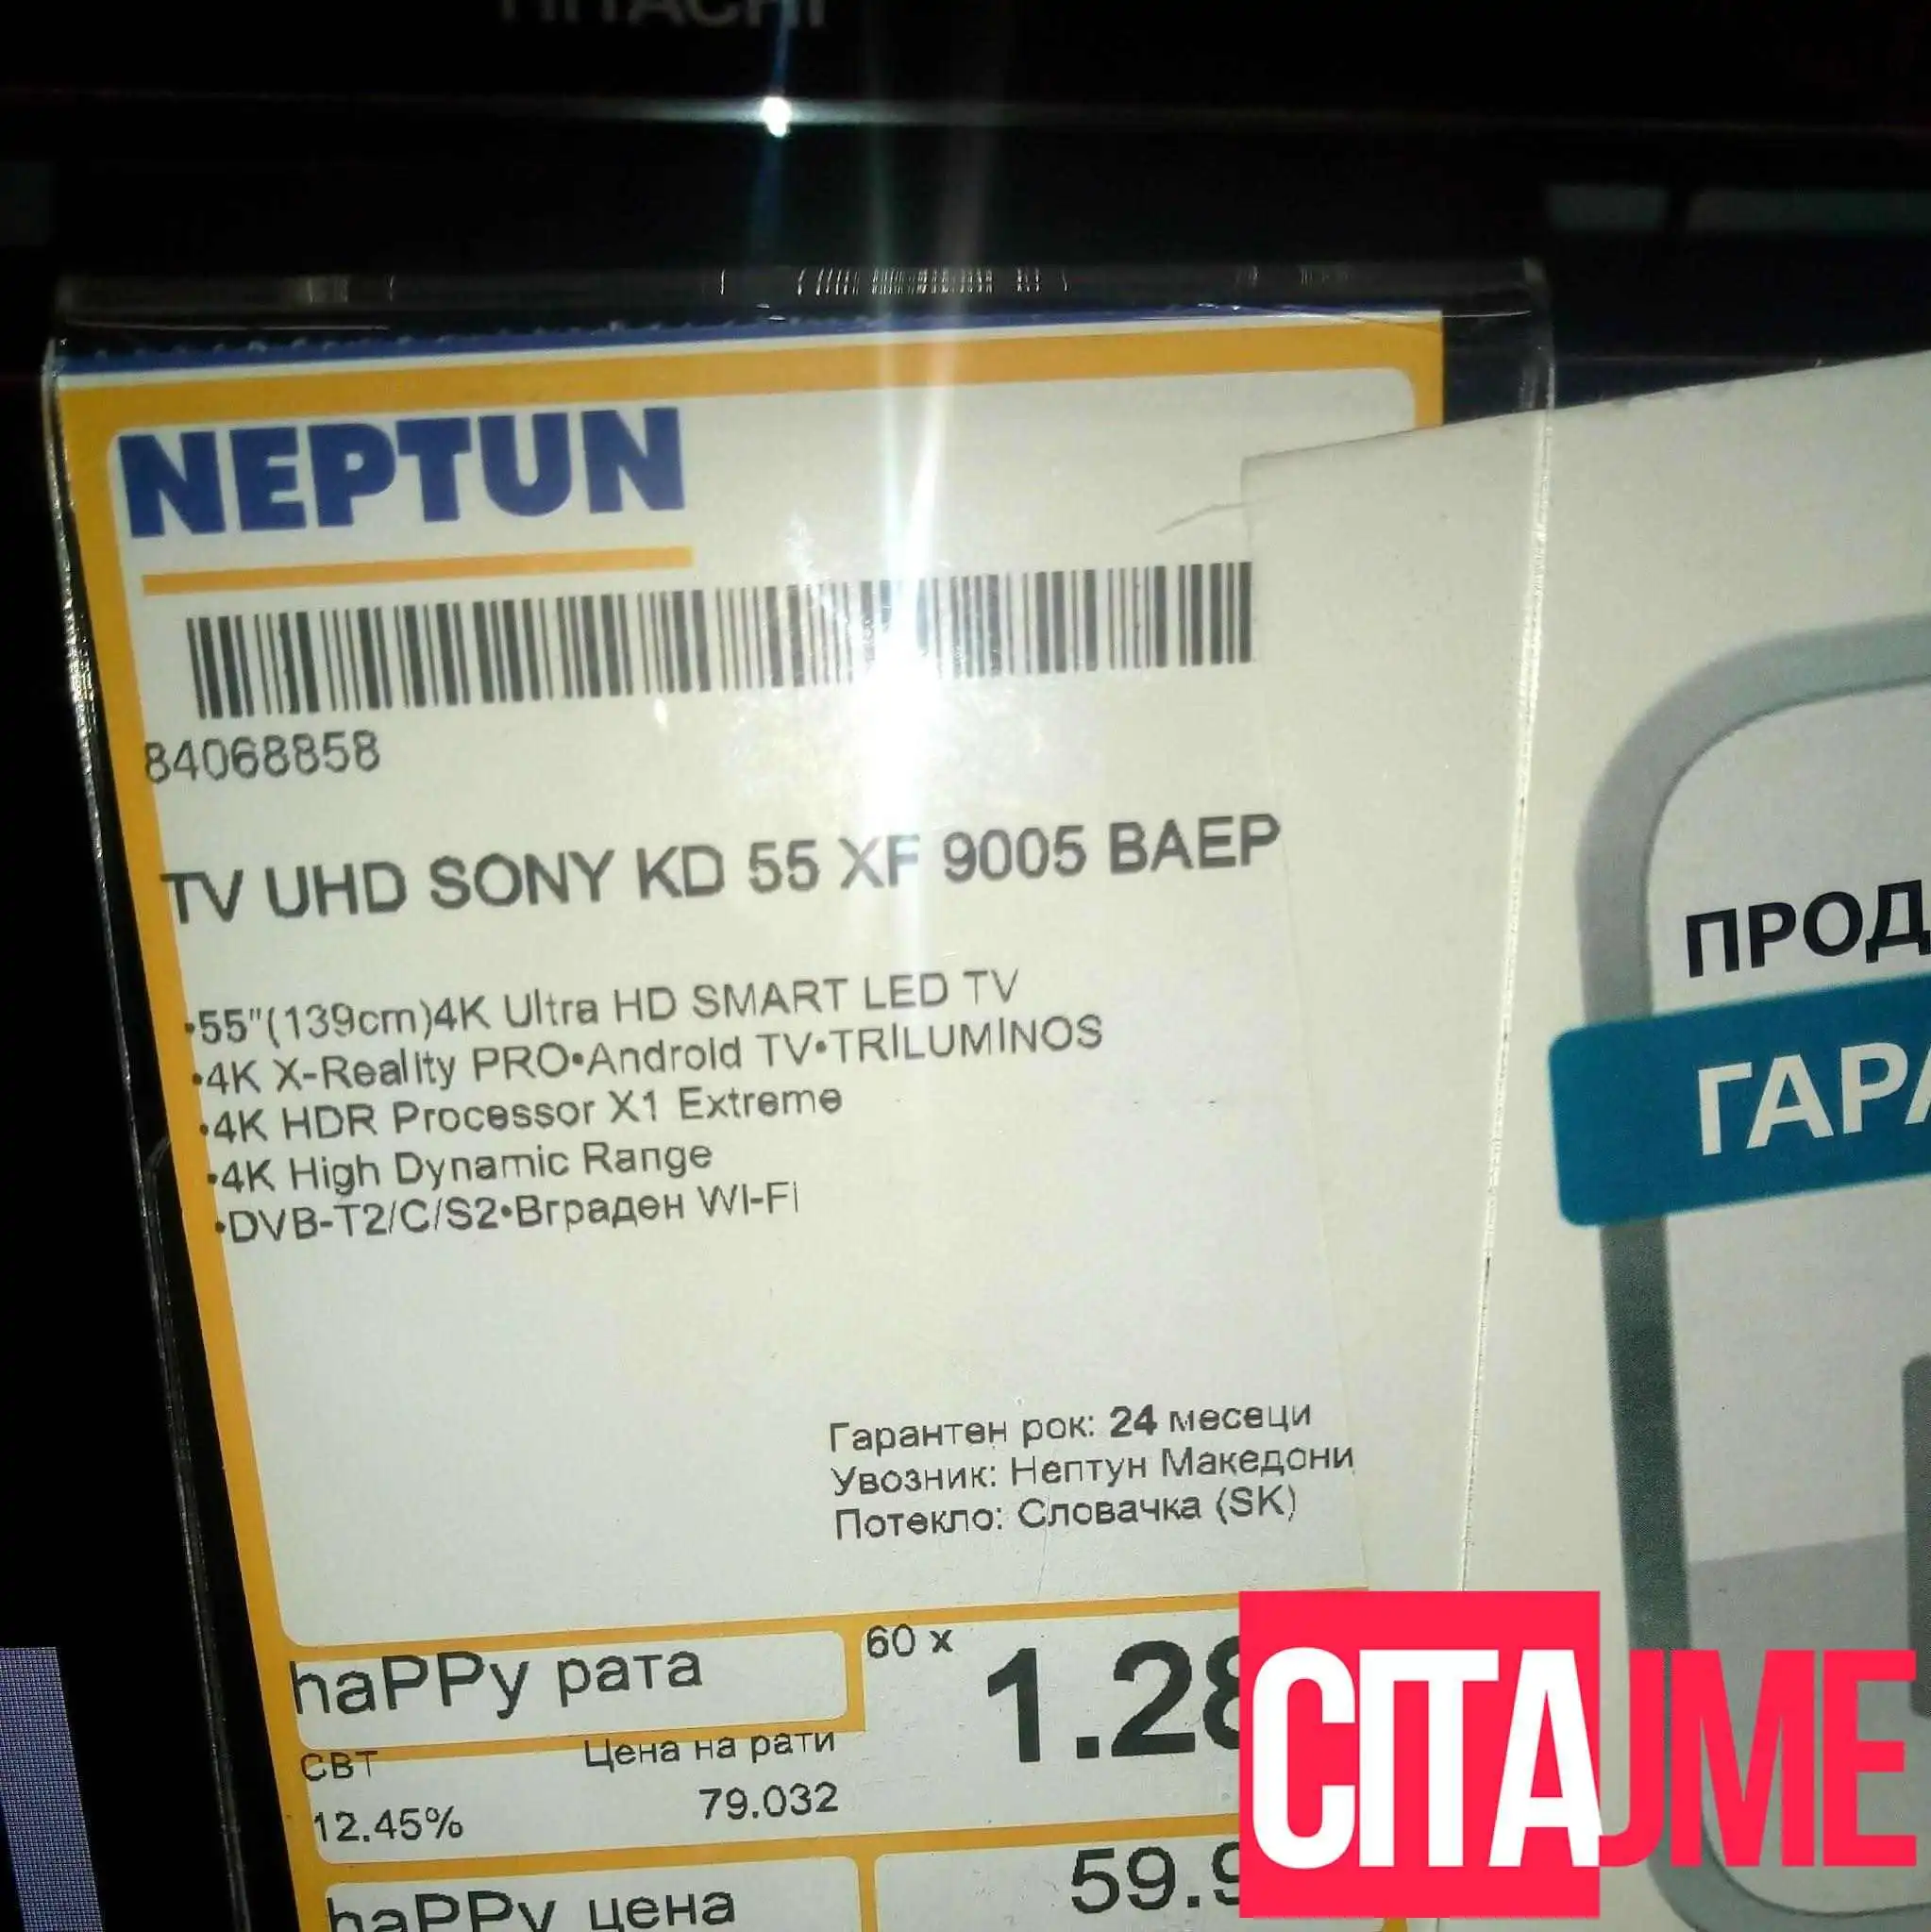 HITACHI
NEPTUN
84068858
TV UHD SONY KD 55 XF 9005 BAEP
•55"(139cm)4K Ultra HD SMART LED TV
•4K X-Reality PRO•Android TV•TRILUMINOS
•4K HDR Processor X1 Extreme
•4K High Dynamic Range
•DVB-T2/C/S2•Вграден WI-FI
Гарантен рок: 24 месеци
Увозник: Нептун Македони
Потекло: Словачка (SK)
haPPy рата
60 x
1.28
СВТ
Цена на рати
12.45%
79.032
haPPy цена
59.9
ПРОД
ГАРА
CITAJME